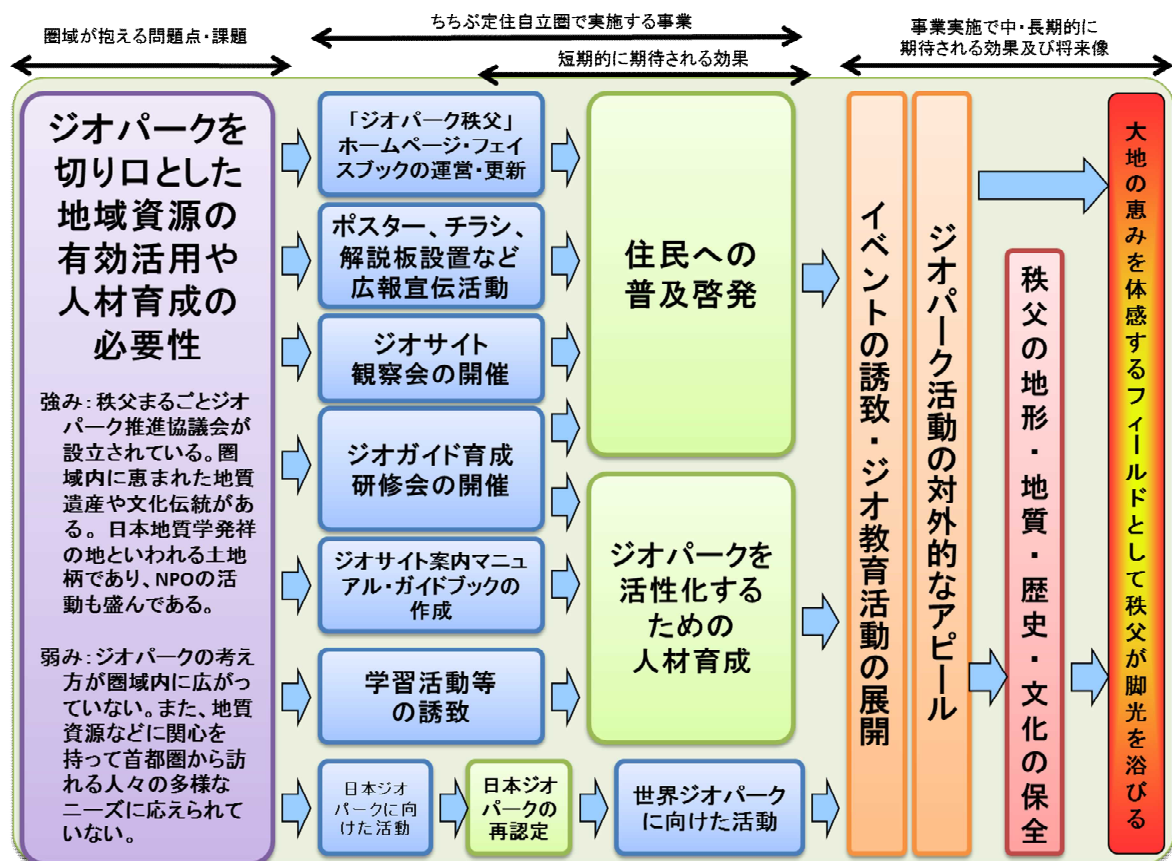 圏域が抱える問題点・課題
ちちぶ定住自立圏で実施する事業
短期的に期待される効果
事業実施で中・長期的に
期待される効果及び将来像
ジオパークを
切り口とした
地域資源の
有効活用や
人材育成の
必要性
強み：秩父まるごとジオ
パーク推進協議会が
設立されている。圏
域内に恵まれた地質
遺産や文化伝統があ
る。日本地質学発祥
の地といわれる土地
柄であり、NPOの活
動も盛んである。
弱み：ジオパークの考え
方が圏域内に広がっ
ていない。また、地質
資源などに関心を
持って首都圏から訪
れる人々の多様な
ニーズに応えられて
いない。
「ジオパーク秩父」
ホームページ・フェイ
スブックの運営・更新
ポスター、チラシ、
解説板設置など
広報宣伝活動
ジオサイト
観察会の開催
ジオガイド育成
研修会の開催
ジオサイト案内マニュ
アル・ガイドブックの
作成
学習活動等
の誘致
日本ジオ
パークに向
けた活動
日本ジオ
パークの
再認定
世界ジオパーク
に向けた活動
住民への
普及啓発
ジオパークを
活性化する
ための
人材育成
イベントの誘致・ジオ教育活動の展開
ジオパーク活動の対外的なアピール
秩父の地形・地質・歴史・文化の保全
大地の恵みを体感するフィールドとして秩父が脚光を浴びる